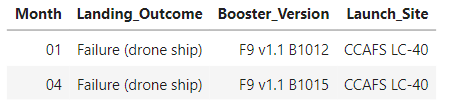 Month Landing_Outcome Booster_Version Launch_Site
01 Failure (drone ship) F9 v1.1 B1012 CCAFS LC-40
04 Failure (drone ship) F9 v1.1 B1015 CCAFS LC-40